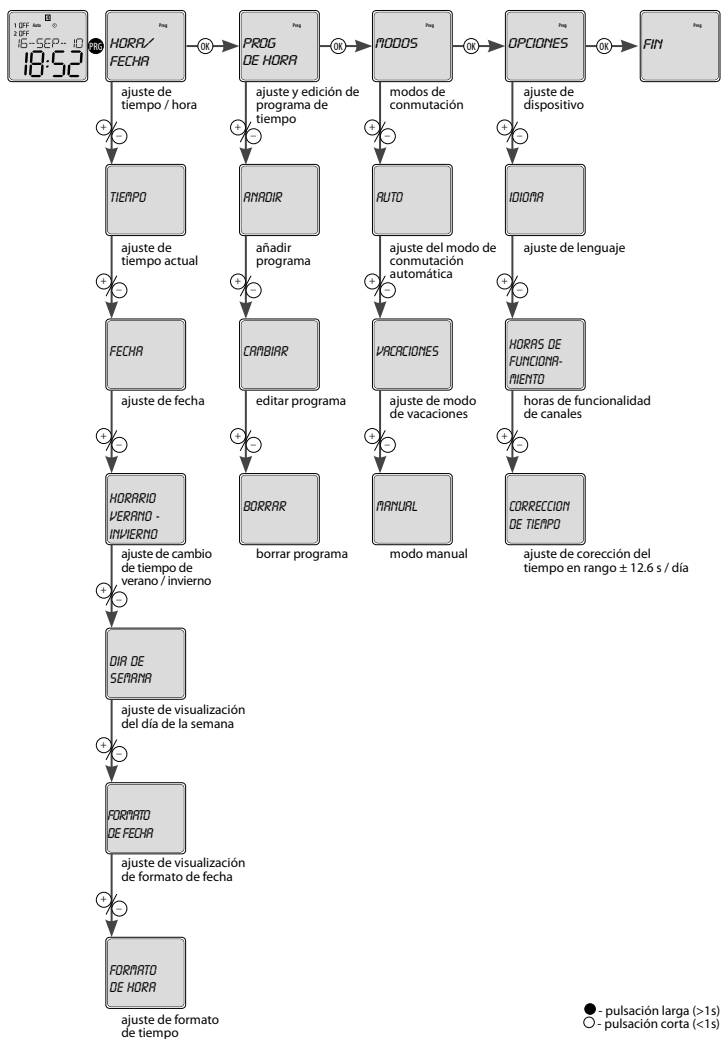 1 OFF Auto
2 OFF
16-SEP-10
18:52
PRG
Prog
HORA/
FECHA
OK
Prog
PROG
DE HORA
OK
Prog
MODOS
OK
Prog
OPCIONES
OK
Prog
FIN
ajuste de
tiempo / hora
ajuste y edición de
programa de
tiempo
modos de
conmutación
ajuste de
dispositivo
+ / -
+ / -
+ / -
+ / -
TIEMPO
ANADIR
AUTO
IDIOMA
ajuste de
tiempo actual
añadir
programa
ajuste del modo de
conmutación
automática
ajuste de lenguaje
+ / -
+ / -
+ / -
+ / -
FECHA
CAMBIAR
VACACIONES
HORAS DE
FUNCIONA-
MIENTO
ajuste de fecha
editar programa
ajuste de modo
de vacaciones
horas de funcionalidad
de canales
+ / -
+ / -
+ / -
+ / -
HORARIO
VERANO -
INVIERNO
BORRAR
MANUAL
CORRECCION
DE TIEMPO
ajuste de cambio
de tiempo de
verano / invierno
borrar programa
modo manual
ajuste de corección del
tiempo en rango ± 12.6 s / día
+ / -
DIA DE
SEMANA
ajuste de visualización
del día de la semana
+ / -
FORMATO
DE FECHA
ajuste de visualización
de formato de fecha
+ / -
FORMATO
DE HORA
ajuste de formato
de tiempo
- pulsación larga (>1s)
- pulsación corta (<1s)